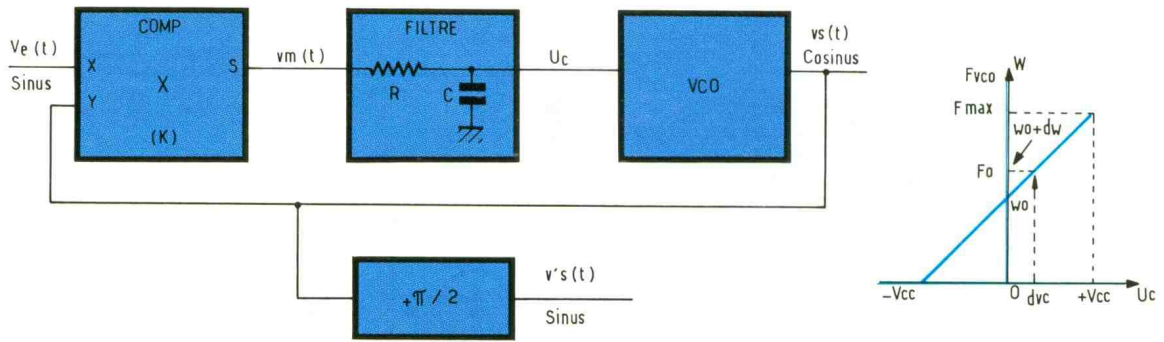 COMP
FILTRE
Ve(t)
Sinus
X
Y
X
S
(K)
vm(t)
R
C
Uc
VCO
vs(t)
Cosinus
+π/2
v's(t)
Sinus
Fvco
W
Fmax
wo+dw
Fo
wo
-Vcc
O
dvc
+Vcc
Uc